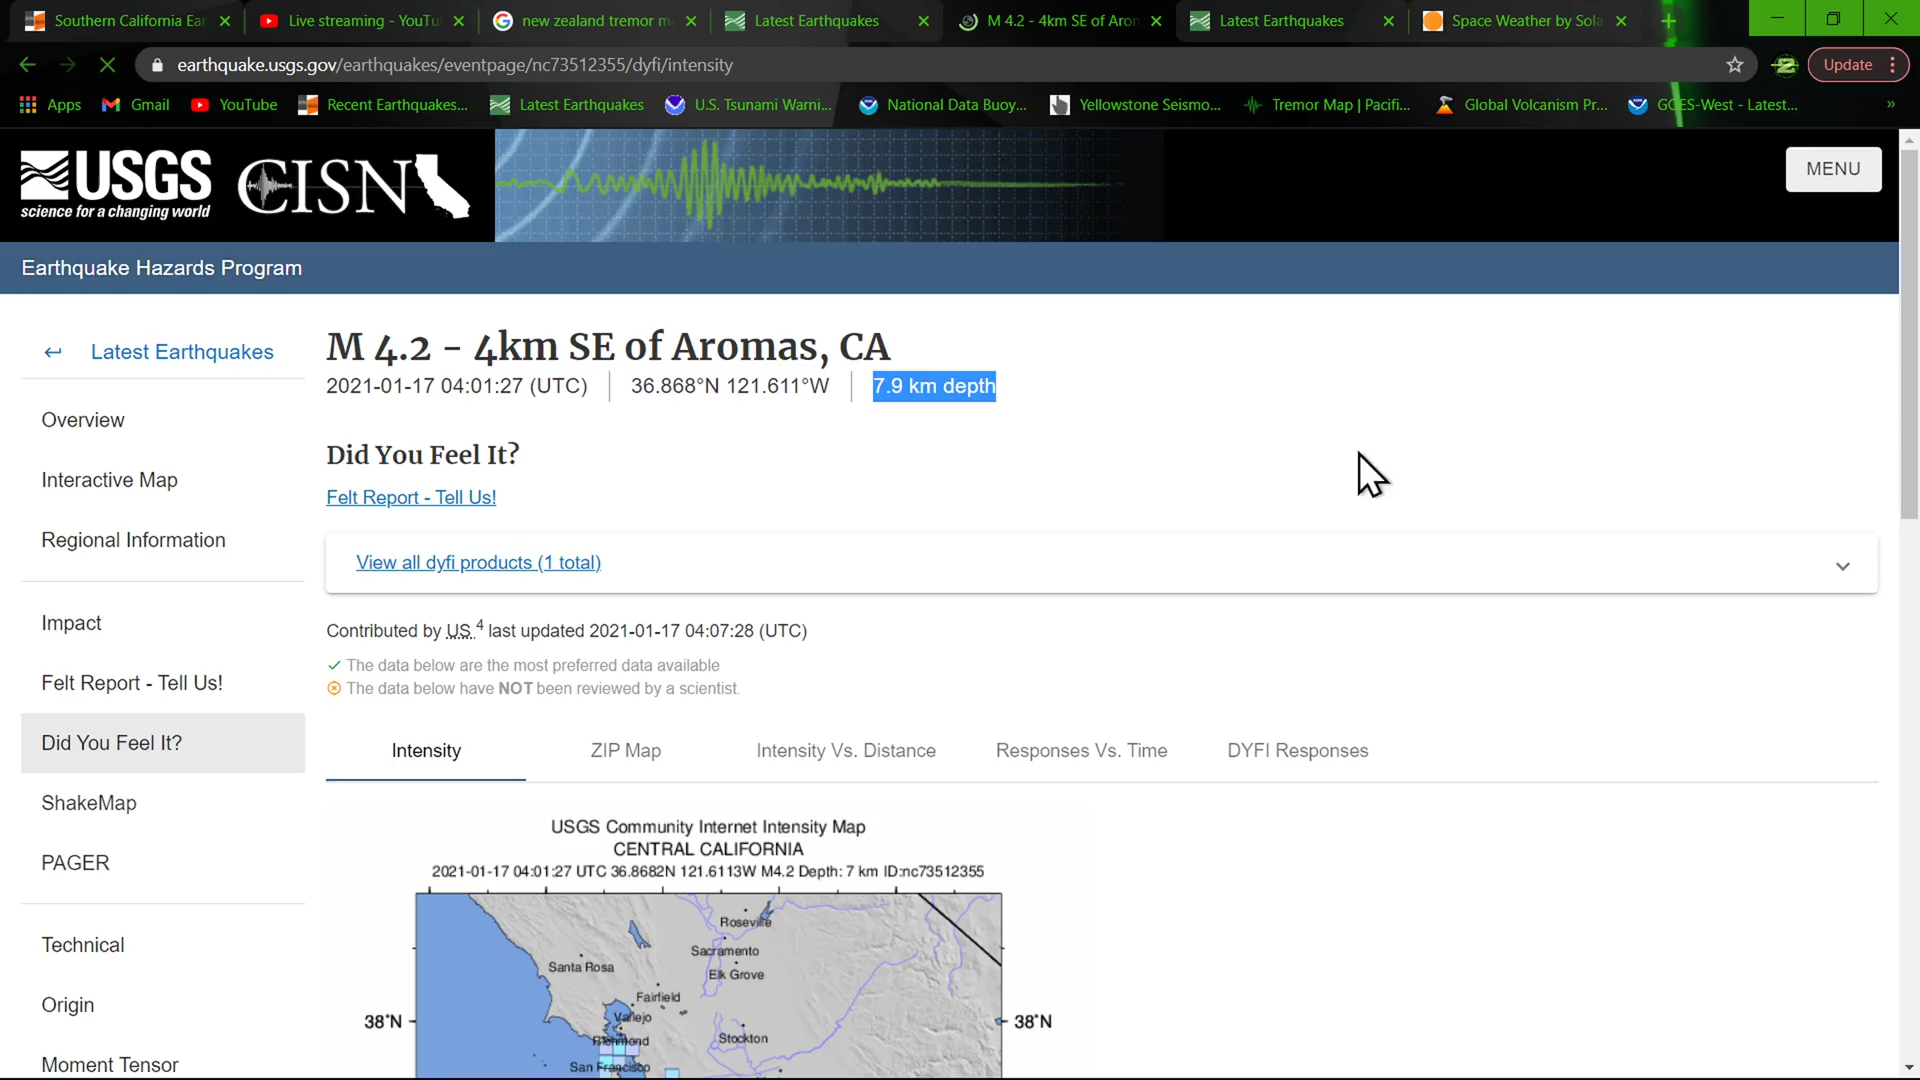 Southern California Ear
Live streaming - YouTu
new zealand tremor m
Latest Earthquakes
M 4.2 - 4km SE of Aron
Latest Earthquakes
Space Weather by Sola
earthquake.usgs.gov/earthquakes/eventpage/nc73512355/dyfi/intensity
Update
Apps
Gmail
YouTube
Recent Earthquakes...
Latest Earthquakes
U.S. Tsunami Warni...
National Data Buoy...
Yellowstone Seismo...
Tremor Map | Pacifi...
Global Volcanism Pr...
GOES-West - Latest...
USGS
science for a changing world
CISN
MENU
Earthquake Hazards Program
Latest Earthquakes
Overview
Interactive Map
Regional Information
Impact
Felt Report - Tell Us!
Did You Feel It?
ShakeMap
PAGER
Technical
Origin
Moment Tensor
M 4.2 - 4km SE of Aromas, CA
2021-01-17 04:01:27 (UTC)
36.868°N 121.611°W
7.9 km depth
Did You Feel It?
Felt Report - Tell Us!
View all dyfi products (1 total)
Contributed by US 4 last updated 2021-01-17 04:07:28 (UTC)
The data below are the most preferred data available
The data below have NOT been reviewed by a scientist.
Intensity
ZIP Map
Intensity Vs. Distance
Responses Vs. Time
DYFI Responses
USGS Community Internet Intensity Map
CENTRAL CALIFORNIA
2021-01-17 04:01:27 UTC 36.8682N 121.6113W M4.2 Depth: 7 km ID:nc73512355
Roseville
Sacramento
Santa Rosa
Elk Grove
Fairfield
Vallejo
38°N
38°N
Richmond
Stockton
San Francisco